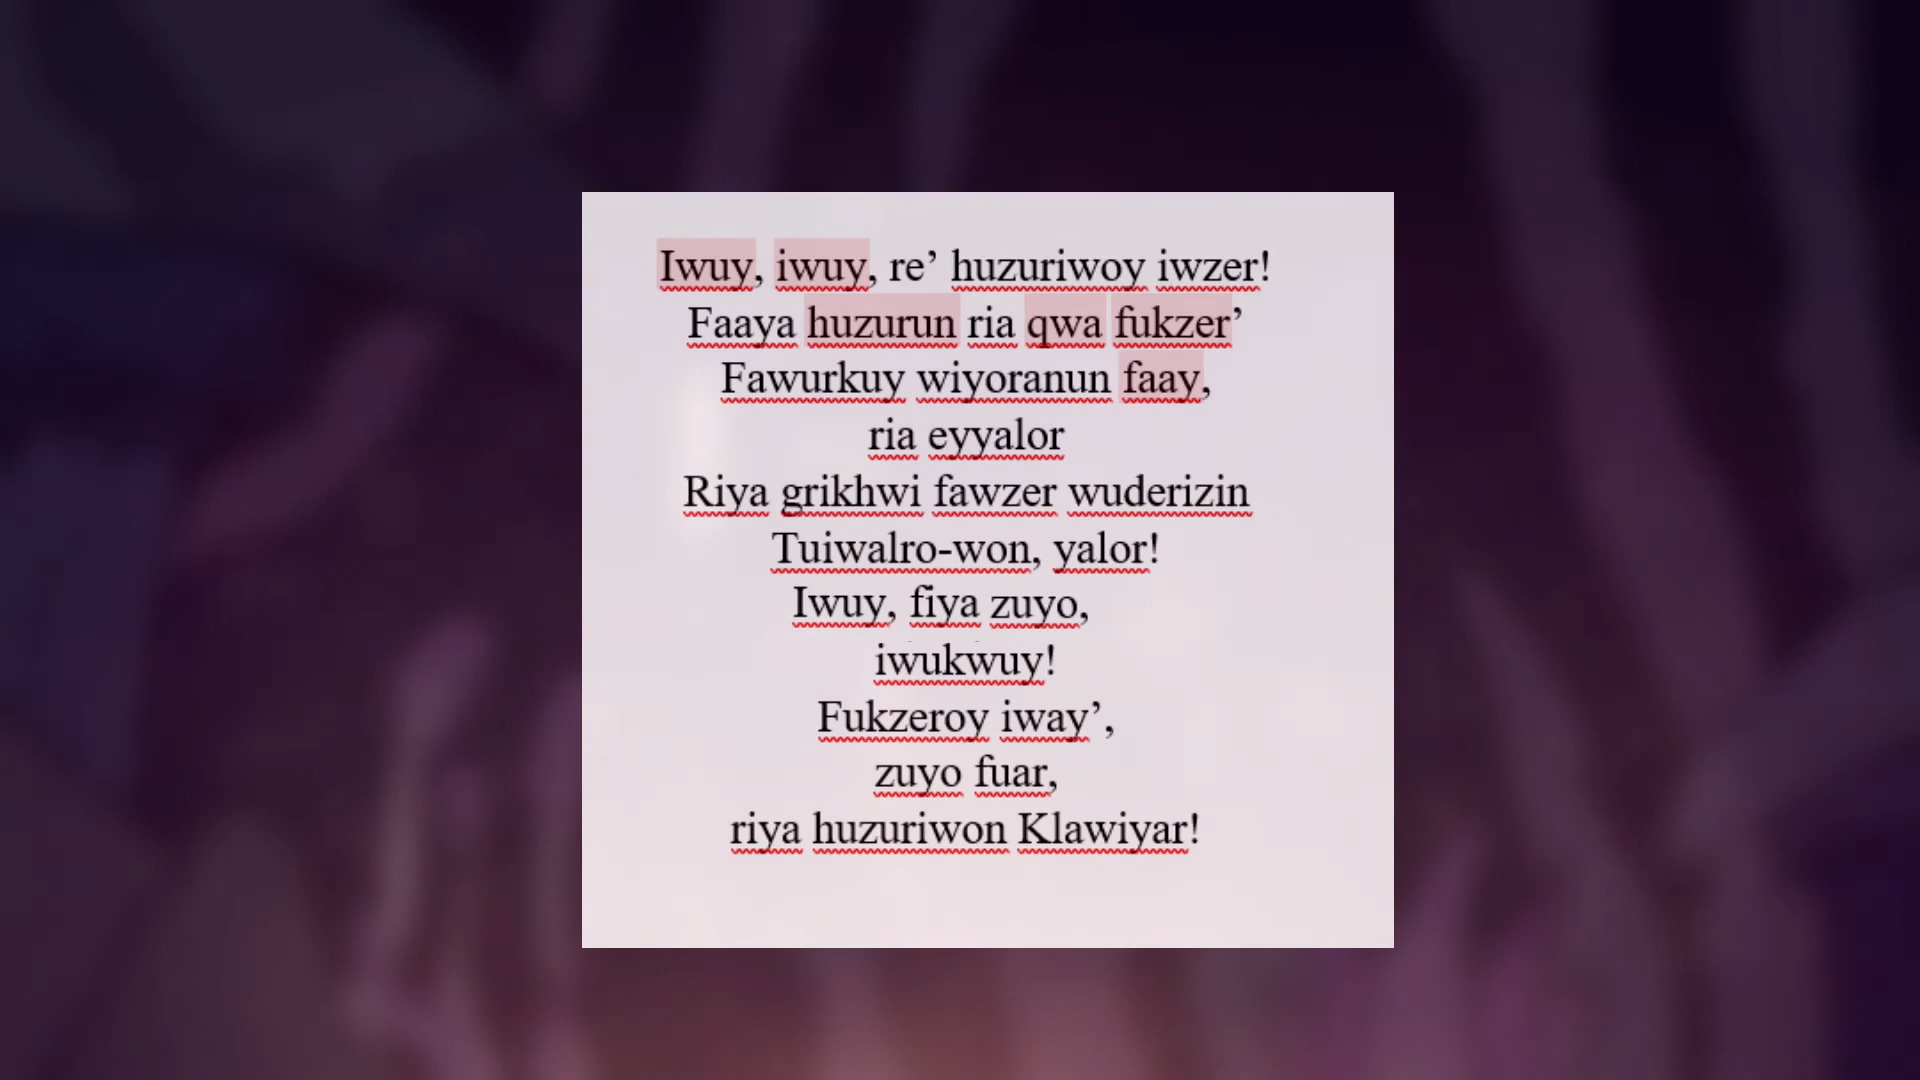 Iwuy, iwuy, re’ huzuriwoy iwzer!
Faaya huzurun ria qwa fukzer’
Fawurkuy wiyoranun faay,
ria eyyalor
Riya grikhwi fawzer wuderizin
Tuiwalro-won, yalor!
Iwuy, fiya zuyo,
iwukwuy!
Fukzeroy iway’,
zuyo fuar,
riya huzuriwon Klawiyar!